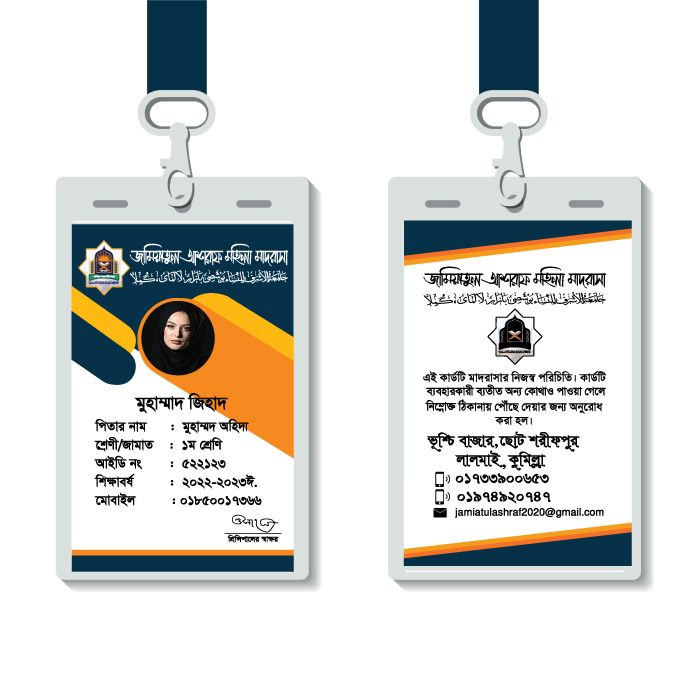 জামিয়াতুল আশরাফ মহিলা মাদরাসা
মুহাম্মাদ জিহাদ
পিতার নাম : মুহাম্মদ অহিদা
শ্রেণী/জামাত : ১ম শ্রেণি
আইডি নং : ৫২২১২৩
শিক্ষাবর্ষ : ২০২২-২০২৩ঈ.
মোবাইল : ০১৮৫০০১৭৩৬৬
প্রিন্সিপালের স্বাক্ষর
জামিয়াতুল আশরাফ মহিলা মাদরাসা
এই কার্ডটি মাদরাসার নিজস্ব পরিচিতি। কার্ডটি
ব্যবহারকারী ব্যতীত অন্য কোথাও পাওয়া গেলে
নিম্নোক্ত ঠিকানায় পৌঁছে দেয়ার জন্য অনুরোধ
করা হল।
ভূশ্চি বাজার,ছোট শরীফপুর
লালমাই, কুমিল্লা
০১৭৩৩৯০০৬৫৩
০১৯৭৪৯২০৭৪৭
jamiatulashraf2020@gmail.com